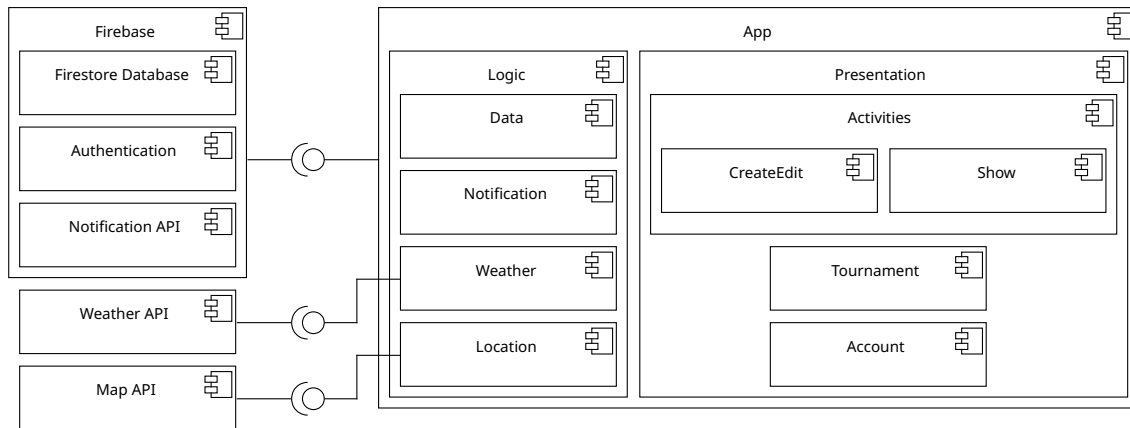 Firebase
Firestore Database
Authentication
Notification API
Weather API
Map API
App
Logic
Data
Notification
Weather
Location
Presentation
Activities
CreateEdit
Show
Tournament
Account